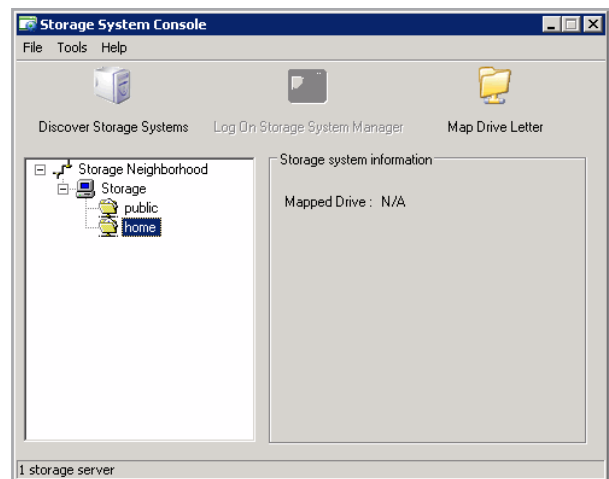 Storage System Console
File Tools Help
Discover Storage Systems Log On Storage System Manager Map Drive Letter
Storage Neighborhood
Storage
public
home
Storage system information
Mapped Drive : N/A
1 storage server